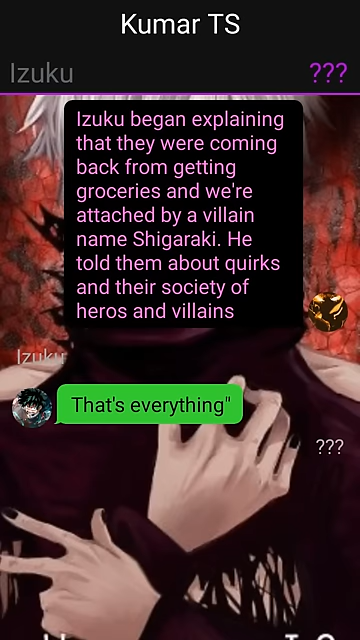 Kumar TS
Izuku
???
Izuku began explaining
that they were coming
back from getting
groceries and we're
attached by a villain
name Shigaraki. He
told them about quirks
and their society of
heros and villains
Izuku
That's everything"
???